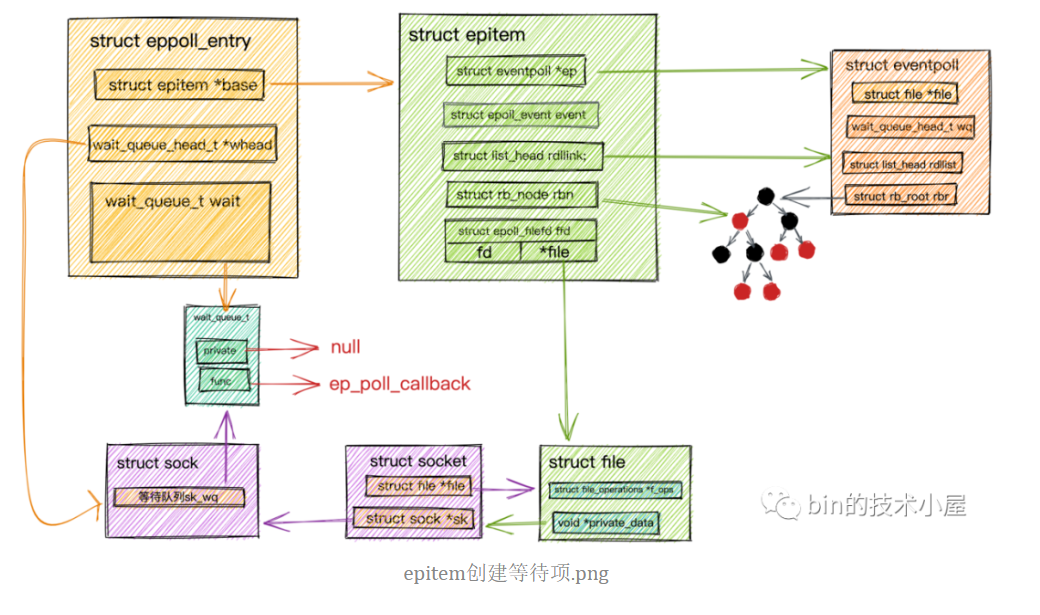 struct eppoll_entry
struct epitem *base
wait_queue_head_t *whead
wait_queue_t wait
struct epitem
struct eventpoll *ep
struct epoll_event event
struct list_head rdllink;
struct rb_node rbn
struct epoll_filefd ffd
fd
*file
struct eventpoll
struct file *file
wait_queue_head_t wq
struct list_head rdllist
struct rb_root rbr
wait_queue_t
private
null
func
ep_poll_callback
struct sock
等待队列sk_wq
struct socket
struct file *file
struct sock *sk
struct file
struct file_operations *f_ops
void *private_data
bin的技术小屋
epitem创建等待项.png